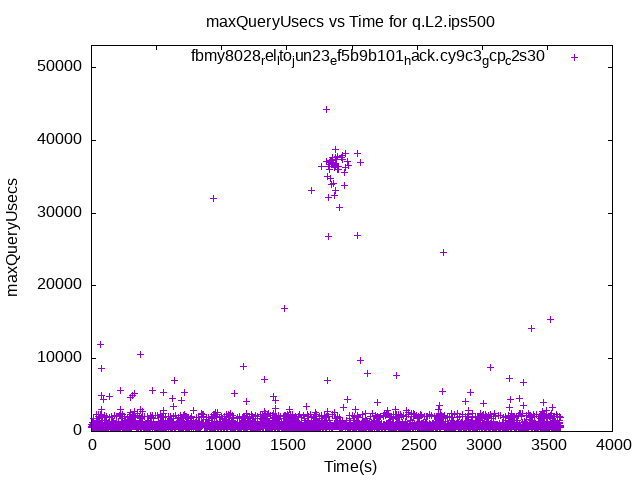 maxQueryUsecs vs Time for q.L2.ips500
fbmy8028relltojun23ef5b9b101hack.cy9c3gcpc2s30
50000
40000
30000
20000
10000
0
maxQueryUsecs
0 500 1000 1500 2000 2500 3000 3500 4000
Time(s)